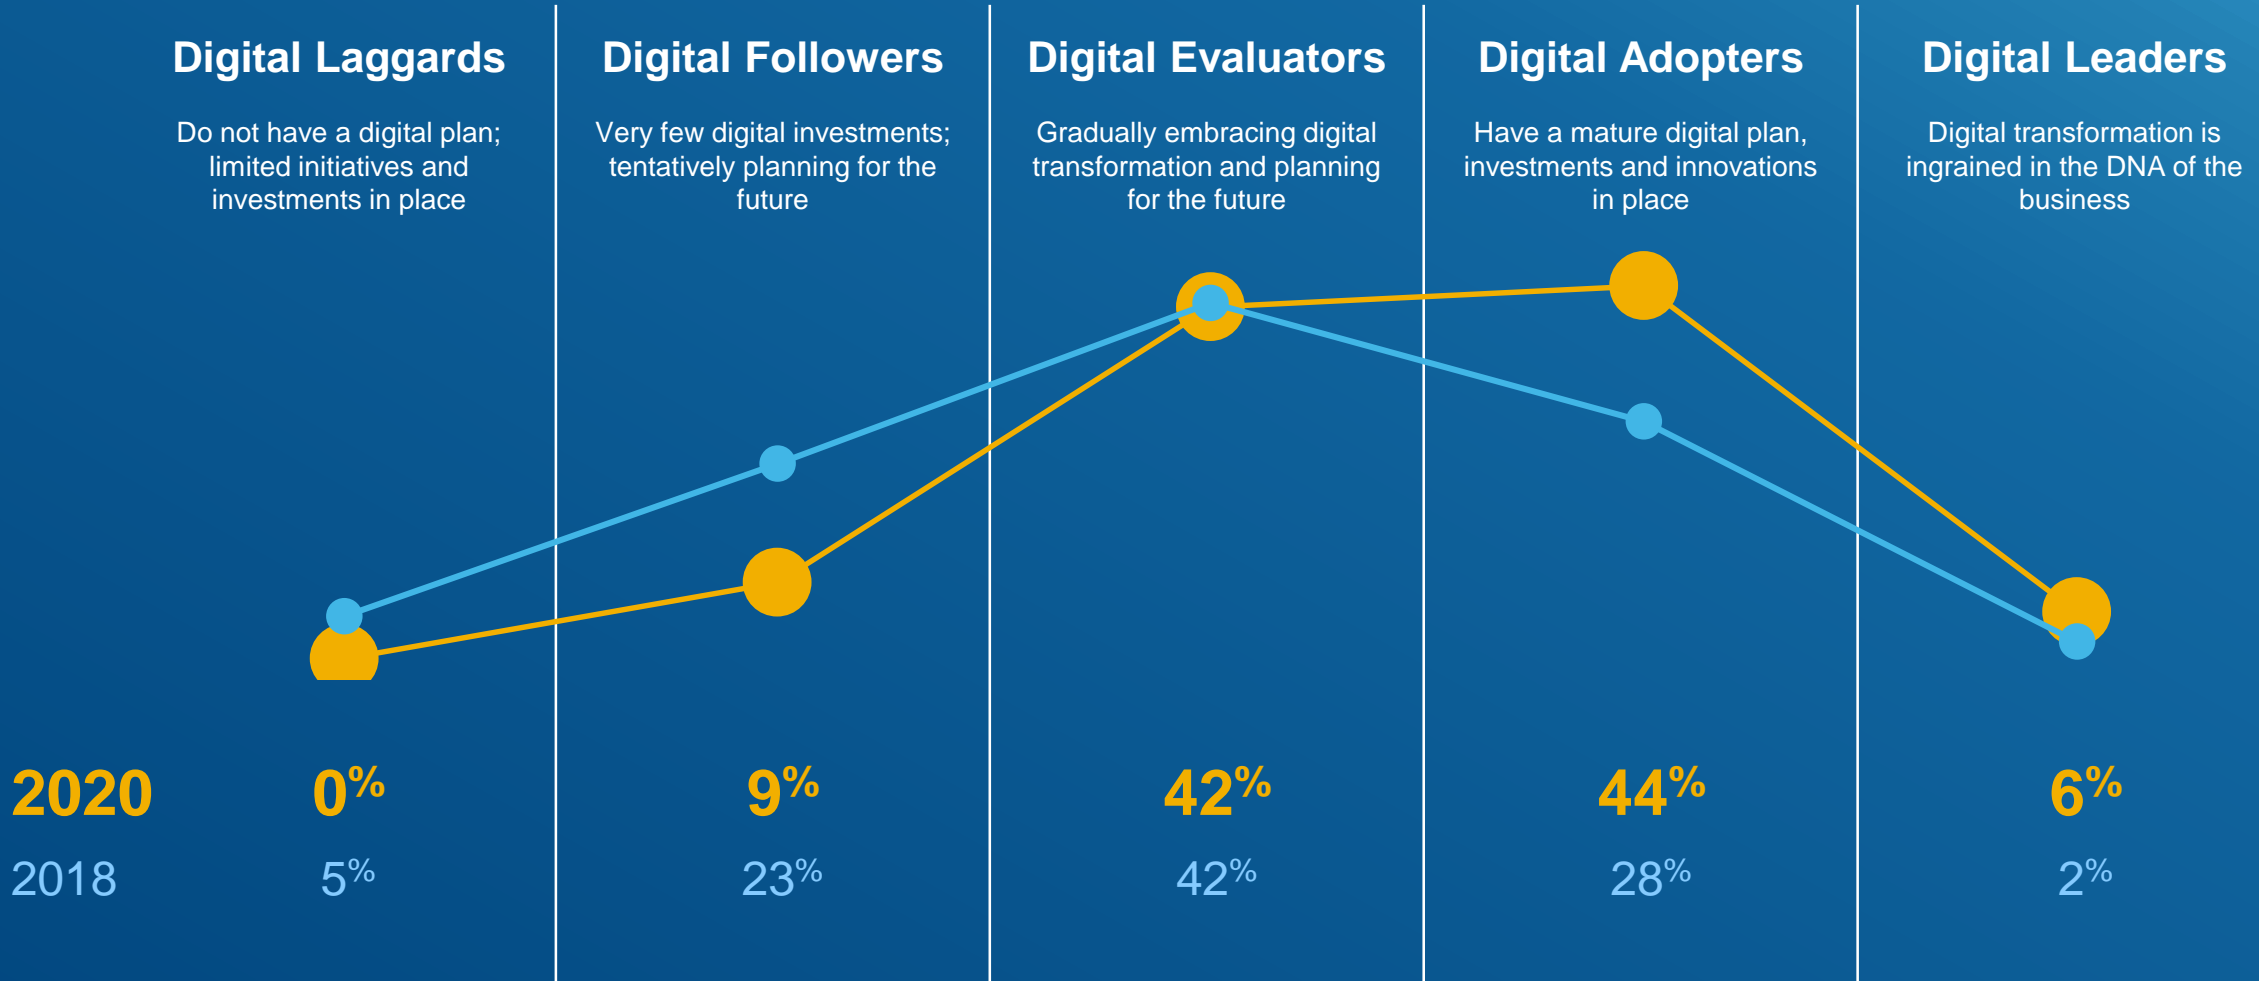 Digital Laggards
Do not have a digital plan;
limited initiatives and
investments in place
Digital Followers
Very few digital investments;
tentatively planning for the
future
Digital Evaluators
Gradually embracing digital
transformation and planning
for the future
Digital Adopters
Have a mature digital plan,
investments and innovations
in place
Digital Leaders
Digital transformation is
ingrained in the DNA of the
business
2020 0% 9% 42% 44% 6%
2018 5% 23% 42% 28% 2%